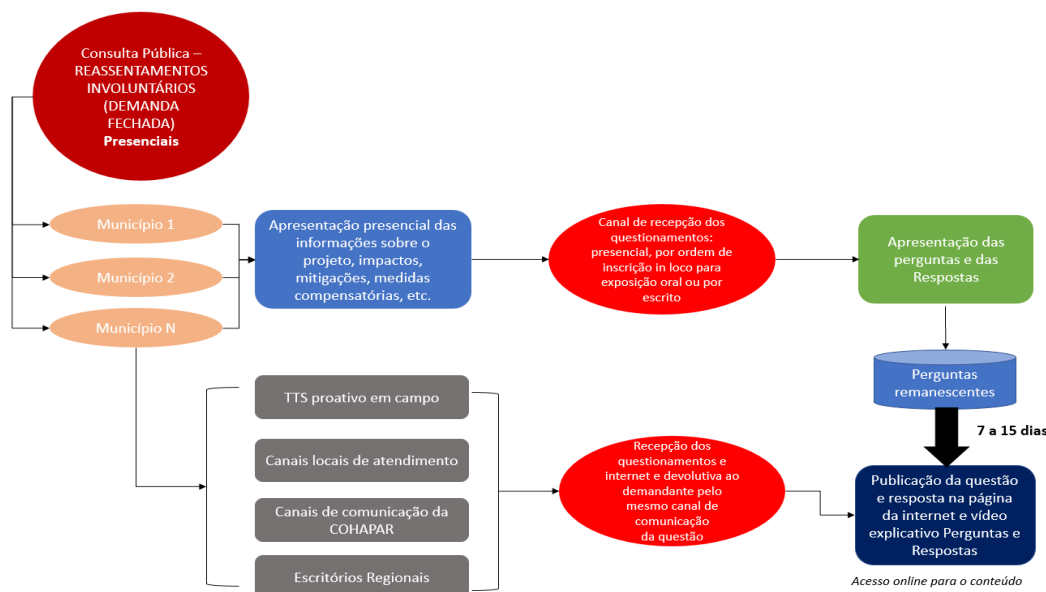 Consulta Pública –
REASSENTAMENTOS
INVOLUNTÁRIOS
(DEMANDA
FECHADA)
Presenciais
Município 1
Município 2
Município N
Apresentação presencial das
informações sobre o
projeto, impactos,
mitigações, medidas
compensatórias, etc.
Canal de recepção dos
questionamentos:
presencial, por ordem de
inscrição in loco para
exposição oral ou por
escrito
Apresentação das
perguntas e das
Respostas
Perguntas
remanescentes
7 a 15 dias
TTS proativo em campo
Canais locais de atendimento
Canais de comunicação da
COHAPAR
Escritórios Regionais
Recepção dos
questionamentos e
internet e devolutiva ao
demandante pelo
mesmo canal de
comunicação
da questão
Publicação da questão
e resposta na página
da internet e vídeo
explicativo Perguntas e
Respostas
Acesso online para o conteúdo